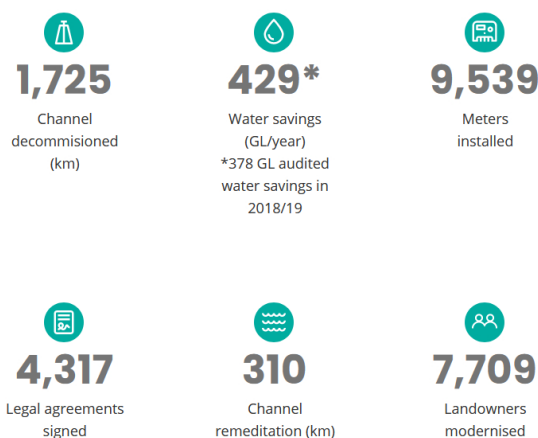 1,725
Channel
decommisioned
(km)
429*
Water savings
(GL/year)
*378 GL audited
water savings in
2018/19
9,539
Meters
installed
4,317
Legal agreements
signed
310
Channel
remeditation (km)
7,709
Landowners
modernised